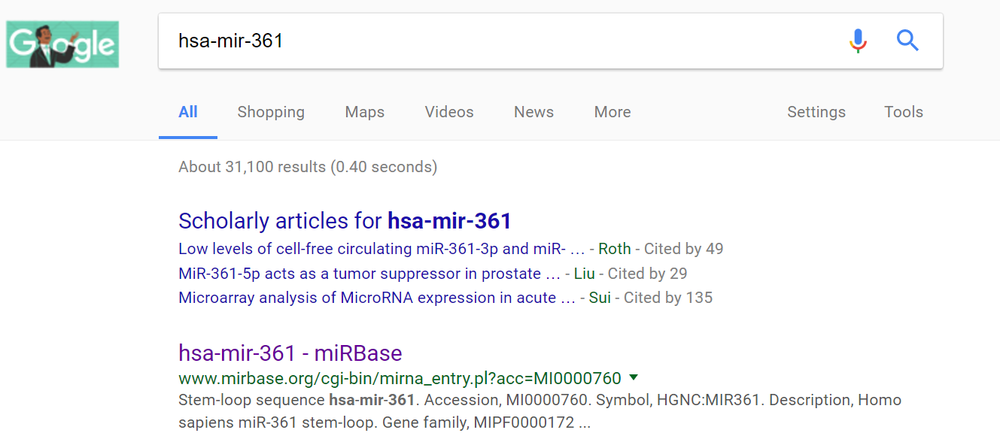 Google
hsa-mir-361
All Shopping Maps Videos News More Settings Tools
About 31,100 results (0.40 seconds)
Scholarly articles for hsa-mir-361
Low levels of cell-free circulating miR-361-3p and miR- … - Roth - Cited by 49
MiR-361-5p acts as a tumor suppressor in prostate … - Liu - Cited by 29
Microarray analysis of MicroRNA expression in acute … - Sui - Cited by 135
hsa-mir-361 - miRBase
www.mirbase.org/cgi-bin/mirna_entry.pl?acc=MI0000760
Stem-loop sequence hsa-mir-361. Accession, MI0000760. Symbol, HGNC:MIR361. Description, Homo
sapiens miR-361 stem-loop. Gene family, MIPF0000172 ...